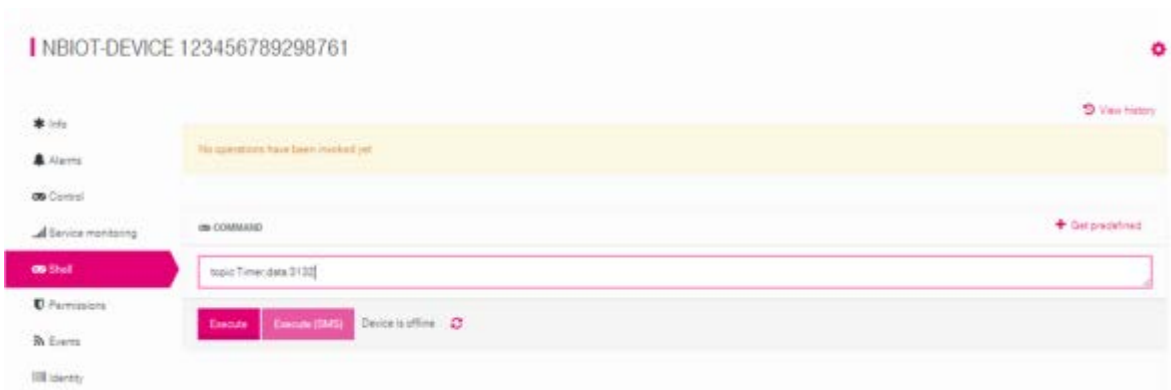 NBIOT-DEVICE 123456789298761
View history
Info
No operations have been invoked yet
Alarms
Control
Service monitoring
COMMAND
Get predefined
Shell
topic Timer:data 3132
Permissions
Execute
Execute (SMS)
Device is offline
Events
Identity